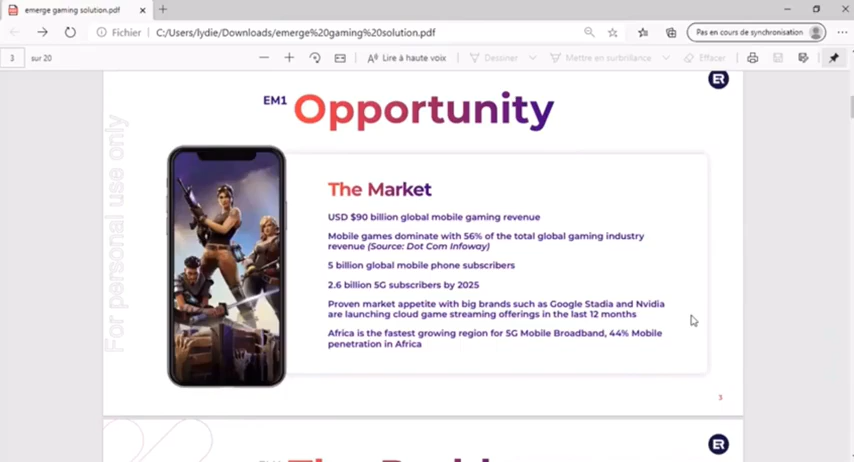 emerge gaming solution.pdf
Fichier
C:/Users/lydie/Downloads/emerge%20gaming%20solution.pdf
Pas en cours de synchronisation
3 sur 20
Lire à haute voix
Dessiner
Mettre en surbrillance
Effacer
ER
EM1 Opportunity
For personal use only
The Market
USD $90 billion global mobile gaming revenue
Mobile games dominate with 56% of the total global gaming industry
revenue (Source: Dot Com Infoway)
5 billion global mobile phone subscribers
2.6 billion 5G subscribers by 2025
Proven market appetite with big brands such as Google Stadia and Nvidia
are launching cloud game streaming offerings in the last 12 months
Africa is the fastest growing region for 5G Mobile Broadband, 44% Mobile
penetration in Africa
3
ER